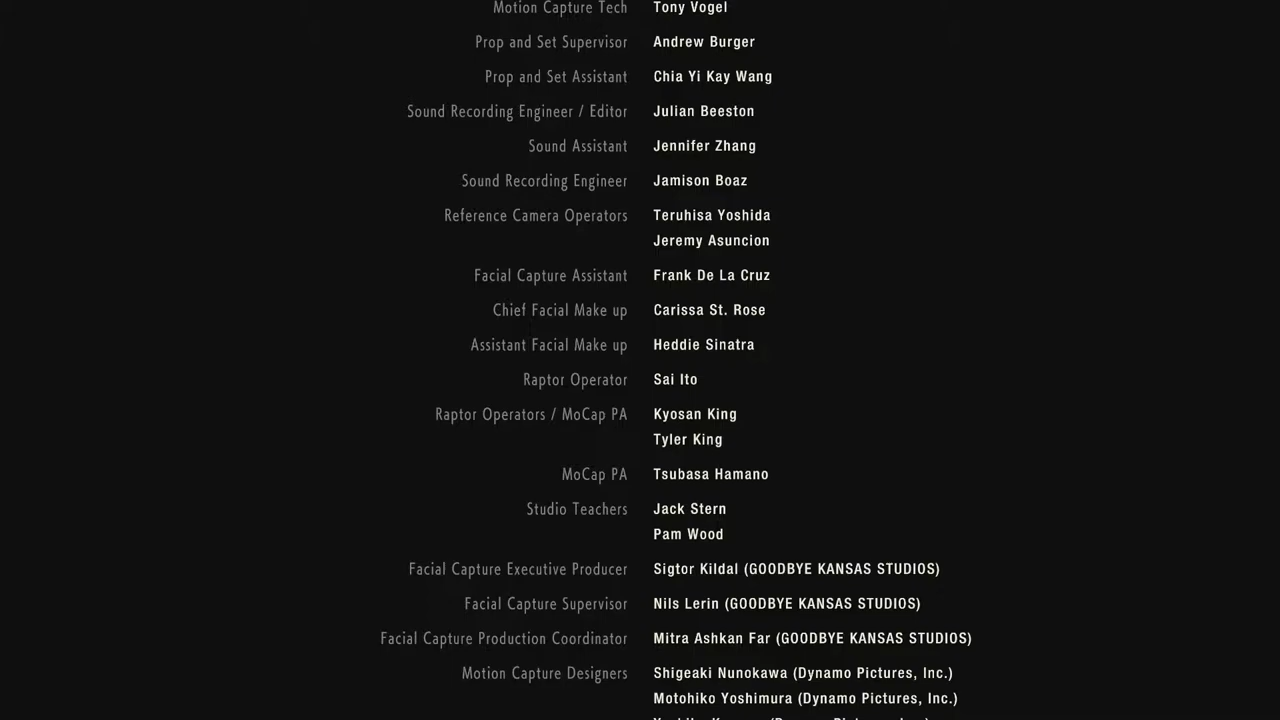 Motion Capture Tech Tony Vogel
Prop and Set Supervisor Andrew Burger
Prop and Set Assistant Chia Yi Kay Wang
Sound Recording Engineer / Editor Julian Beeston
Sound Assistant Jennifer Zhang
Sound Recording Engineer Jamison Boaz
Reference Camera Operators Teruhisa Yoshida
Jeremy Asuncion
Facial Capture Assistant Frank De La Cruz
Chief Facial Make up Carissa St. Rose
Assistant Facial Make up Heddie Sinatra
Raptor Operator Sai Ito
Raptor Operators / MoCap PA Kyosan King
Tyler King
MoCap PA Tsubasa Hamano
Studio Teachers Jack Stern
Pam Wood
Facial Capture Executive Producer Sigtor Kildal (GOODBYE KANSAS STUDIOS)
Facial Capture Supervisor Nils Lerin (GOODBYE KANSAS STUDIOS)
Facial Capture Production Coordinator Mitra Ashkan Far (GOODBYE KANSAS STUDIOS)
Motion Capture Designers Shigeaki Nunokawa (Dynamo Pictures, Inc.)
Motohiko Yoshimura (Dynamo Pictures, Inc.)